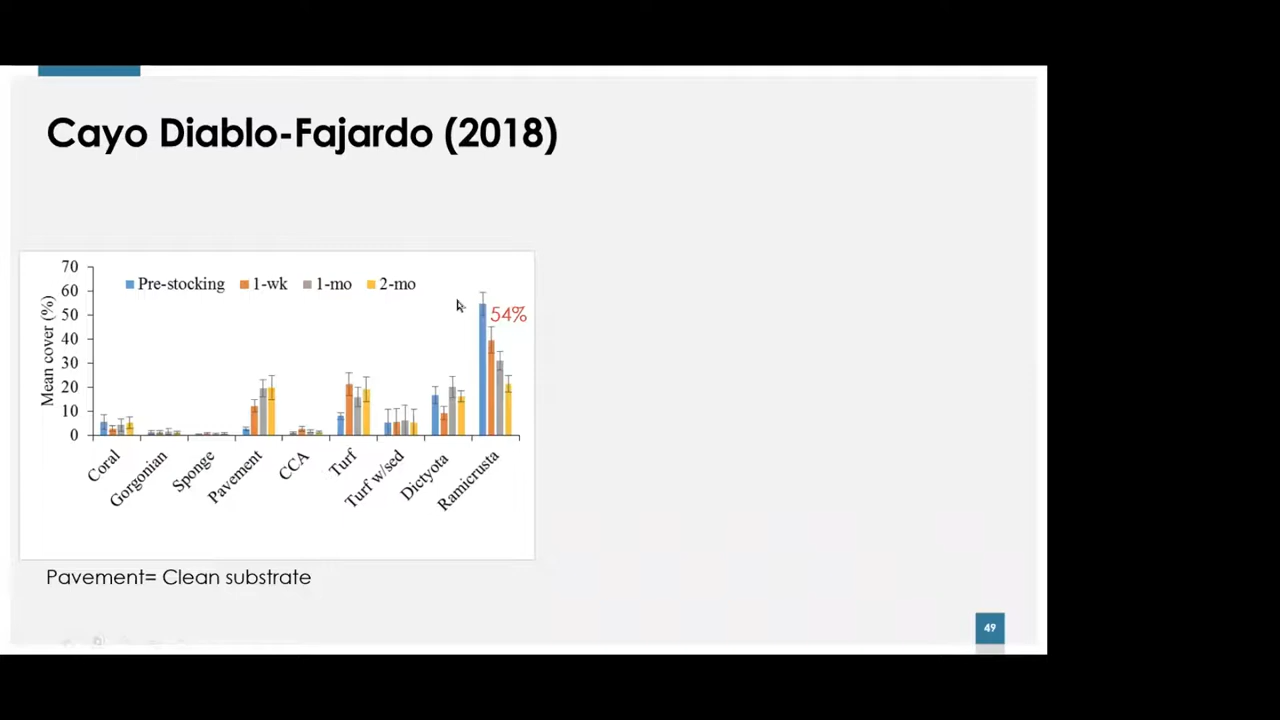 Cayo Diablo-Fajardo (2018)
70
60
50
40
30
20
10
0
Mean cover (%)
Pre-stocking 1-wk 1-mo 2-mo
54%
Coral Gorgonian Sponge Pavement CCA Turf Turf w/sed Dictyota Ramicrusta
Pavement= Clean substrate
49